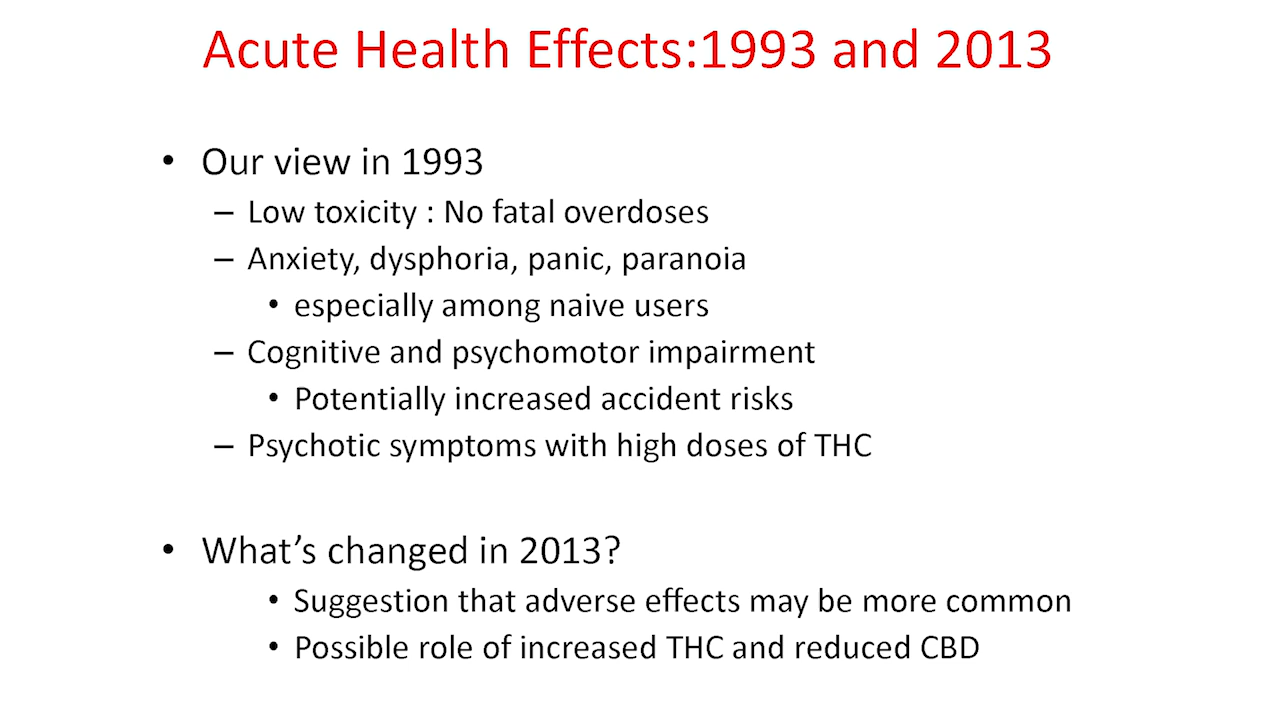 Acute Health Effects:1993 and 2013
• Our view in 1993
– Low toxicity : No fatal overdoses
– Anxiety, dysphoria, panic, paranoia
• especially among naive users
– Cognitive and psychomotor impairment
• Potentially increased accident risks
– Psychotic symptoms with high doses of THC
• What’s changed in 2013?
• Suggestion that adverse effects may be more common
• Possible role of increased THC and reduced CBD